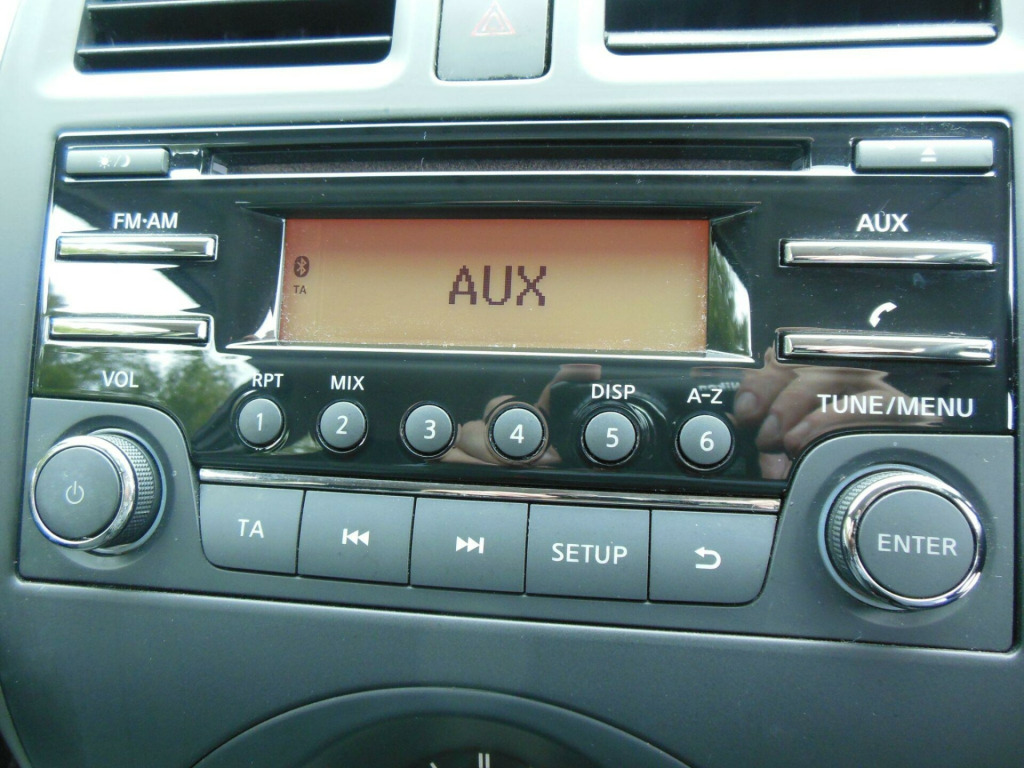 FM·AM
AUX
TA
AUX
VOL
RPT
MIX
DISP
A-Z
TUNE/MENU
1
2
3
4
5
6
TA
SETUP
ENTER